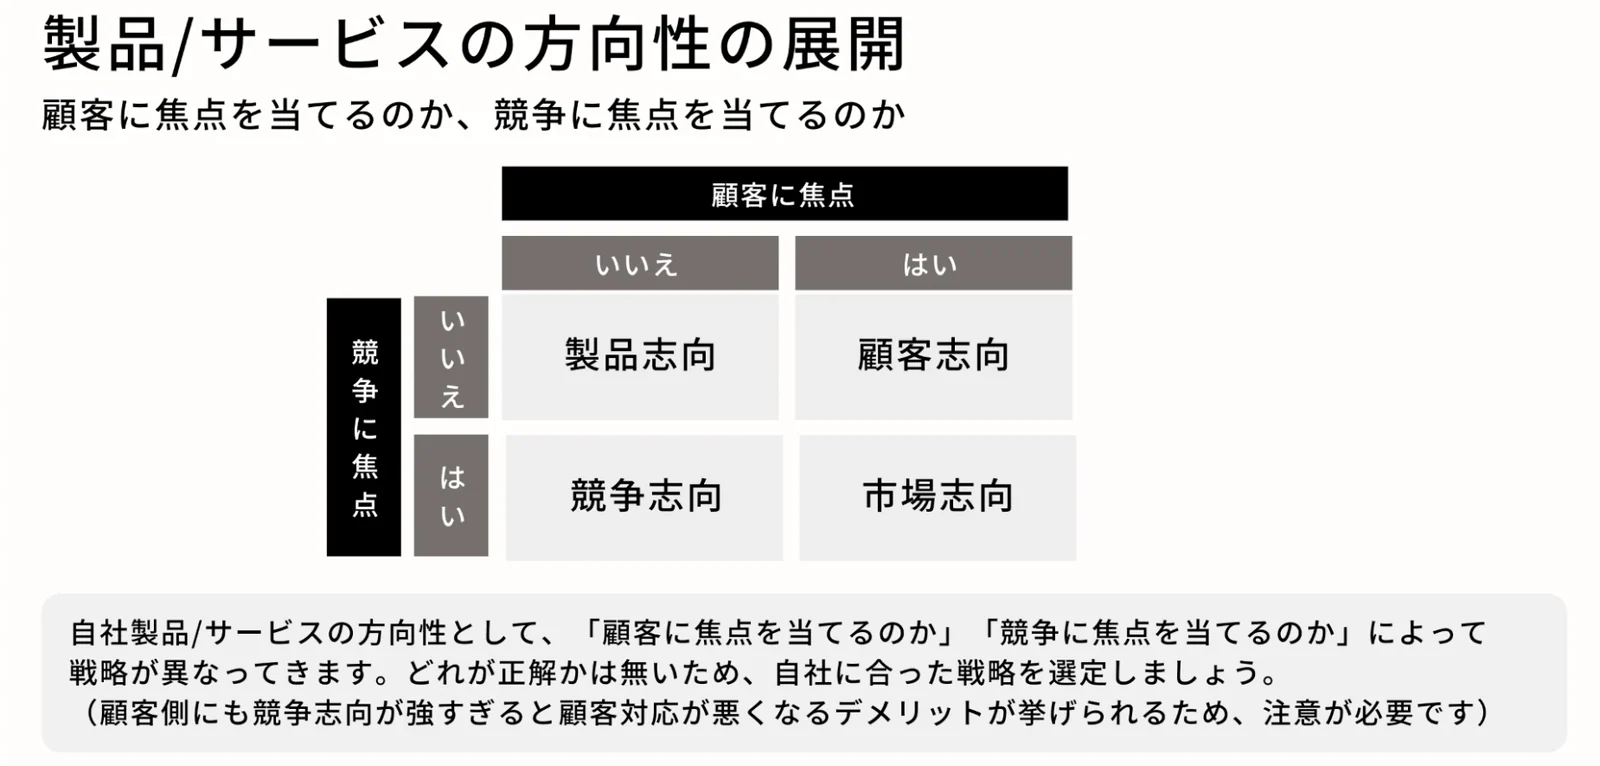 製品/サービスの方向性の展開
顧客に焦点を当てるのか、競争に焦点を当てるのか
顧客に焦点
いいえ
はい
競争に焦点
いいえ
製品志向
顧客志向
はい
競争志向
市場志向
自社製品/サービスの方向性として、「顧客に焦点を当てるのか」「競争に焦点を当てるのか」によって
戦略が異なってきます。どれが正解かは無いため、自社に合った戦略を選定しましょう。
（顧客側にも競争志向が強すぎると顧客対応が悪くなるデメリットが挙げられるため、注意が必要です）